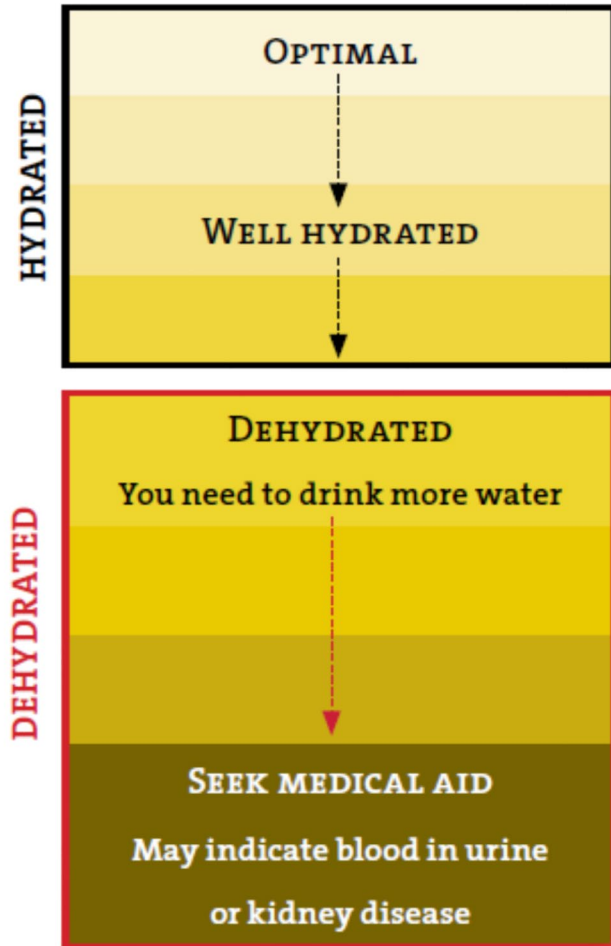 HYDRATED
OPTIMAL
WELL HYDRATED
DEHYDRATED
DEHYDRATED
You need to drink more water
SEEK MEDICAL AID
May indicate blood in urine
or kidney disease